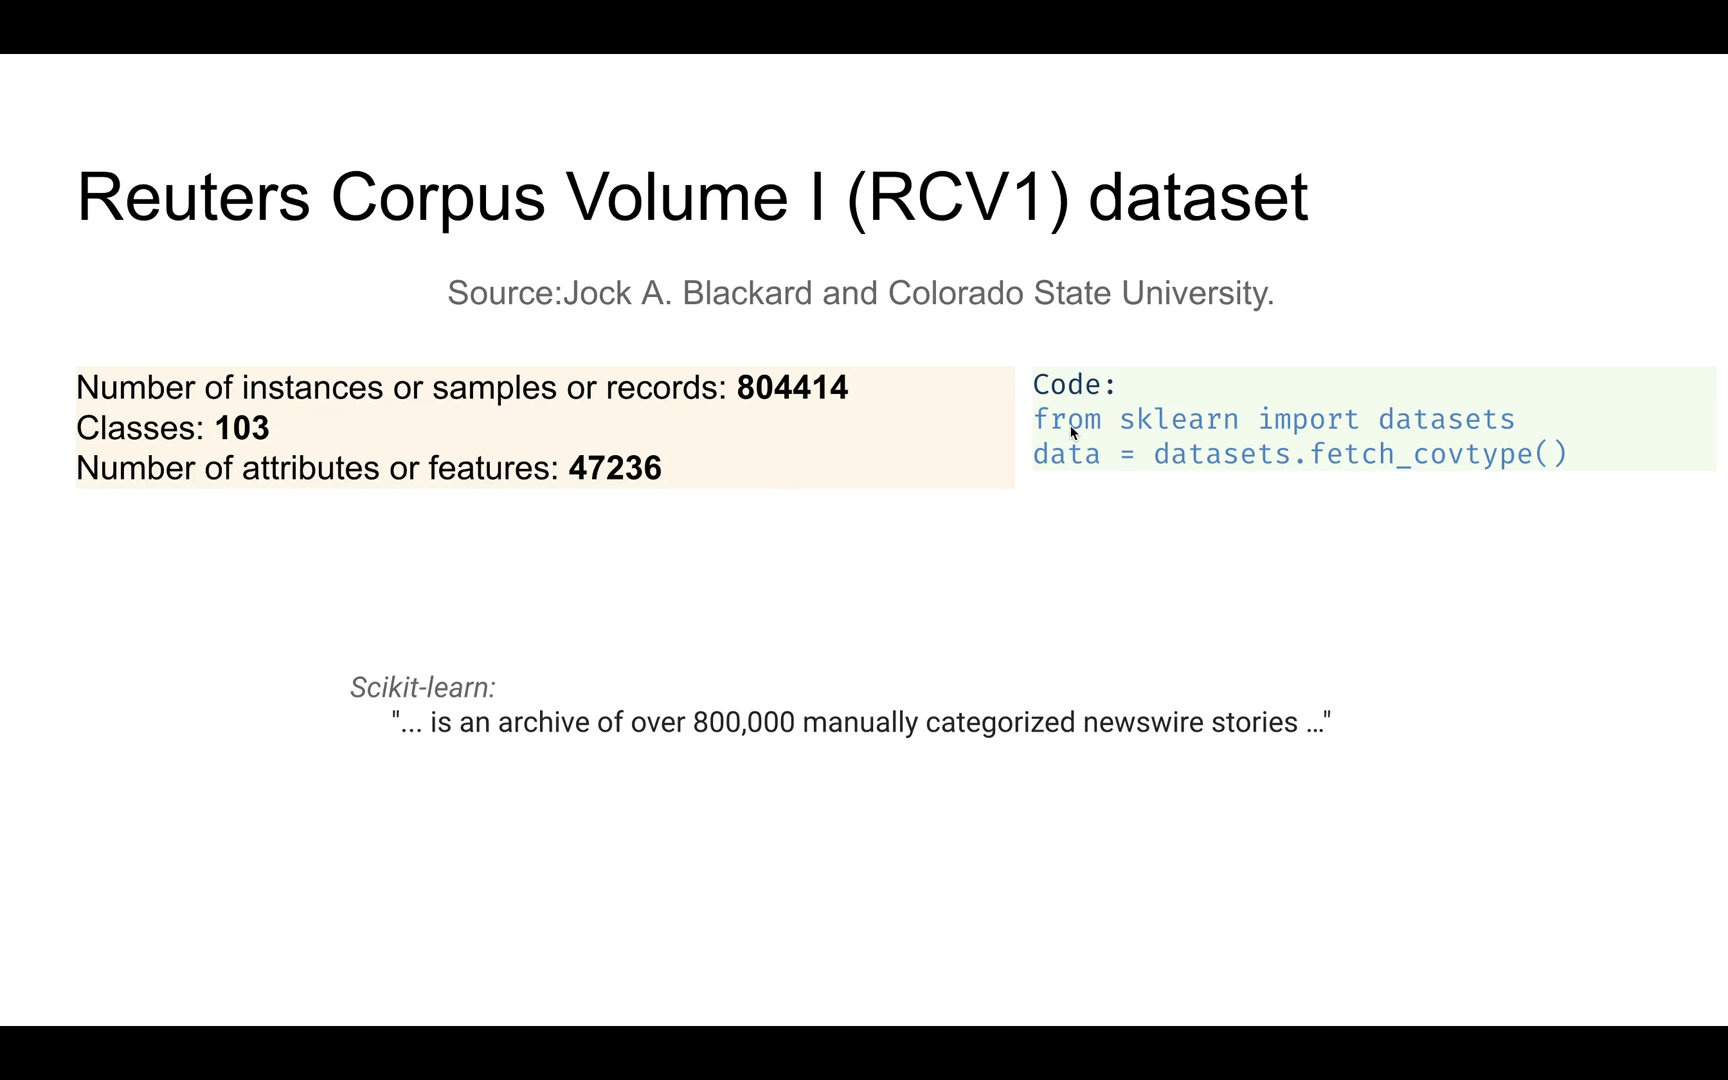 Reuters Corpus Volume I (RCV1) dataset
Source:Jock A. Blackard and Colorado State University.
Number of instances or samples or records: 804414
Classes: 103
Number of attributes or features: 47236
Code:
from sklearn import datasets
data = datasets.fetch_covtype()
Scikit-learn:
"... is an archive of over 800,000 manually categorized newswire stories …"